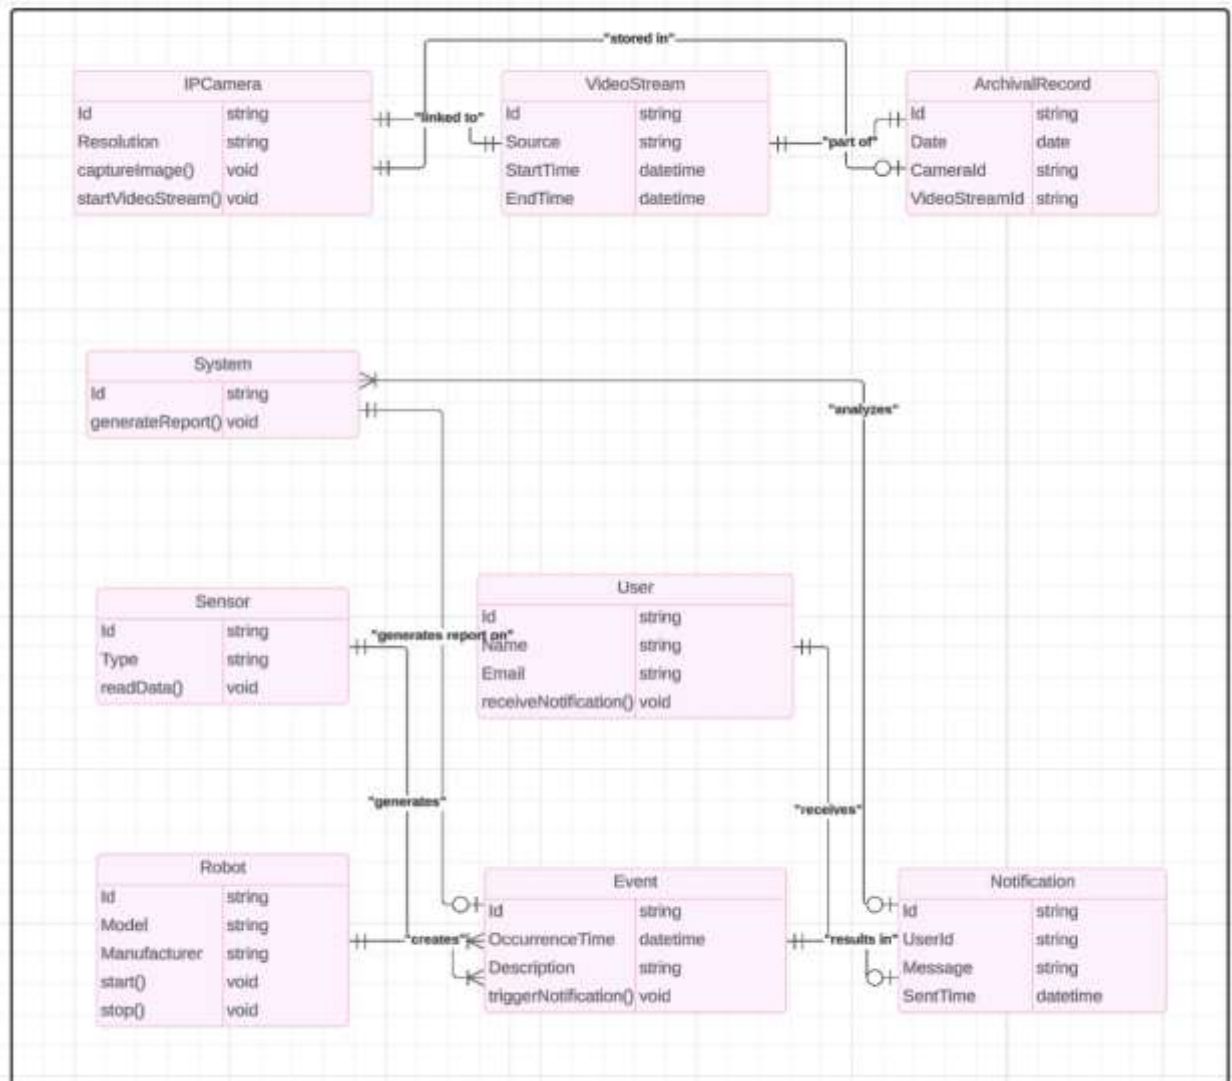 "stored in"
IPCamera
Id string
Resolution string
captureImage() void
startVideoStream() void
"linked to"
VideoStream
Id string
Source string
StartTime datetime
EndTime datetime
"part of"
ArchivalRecord
Id string
Date date
CameraId string
VideoStreamId string
System
Id string
generateReport() void
"analyzes"
Sensor
Id string
Type string
readData() void
"generates report on"
User
Id string
Name string
Email string
receiveNotification() void
"generates"
"receives"
Robot
Id string
Model string
Manufacturer string
start() void
stop() void
"creates"
Event
Id string
OccurrenceTime datetime
Description string
triggerNotification() void
"results in"
Notification
Id string
UserId string
Message string
SentTime datetime